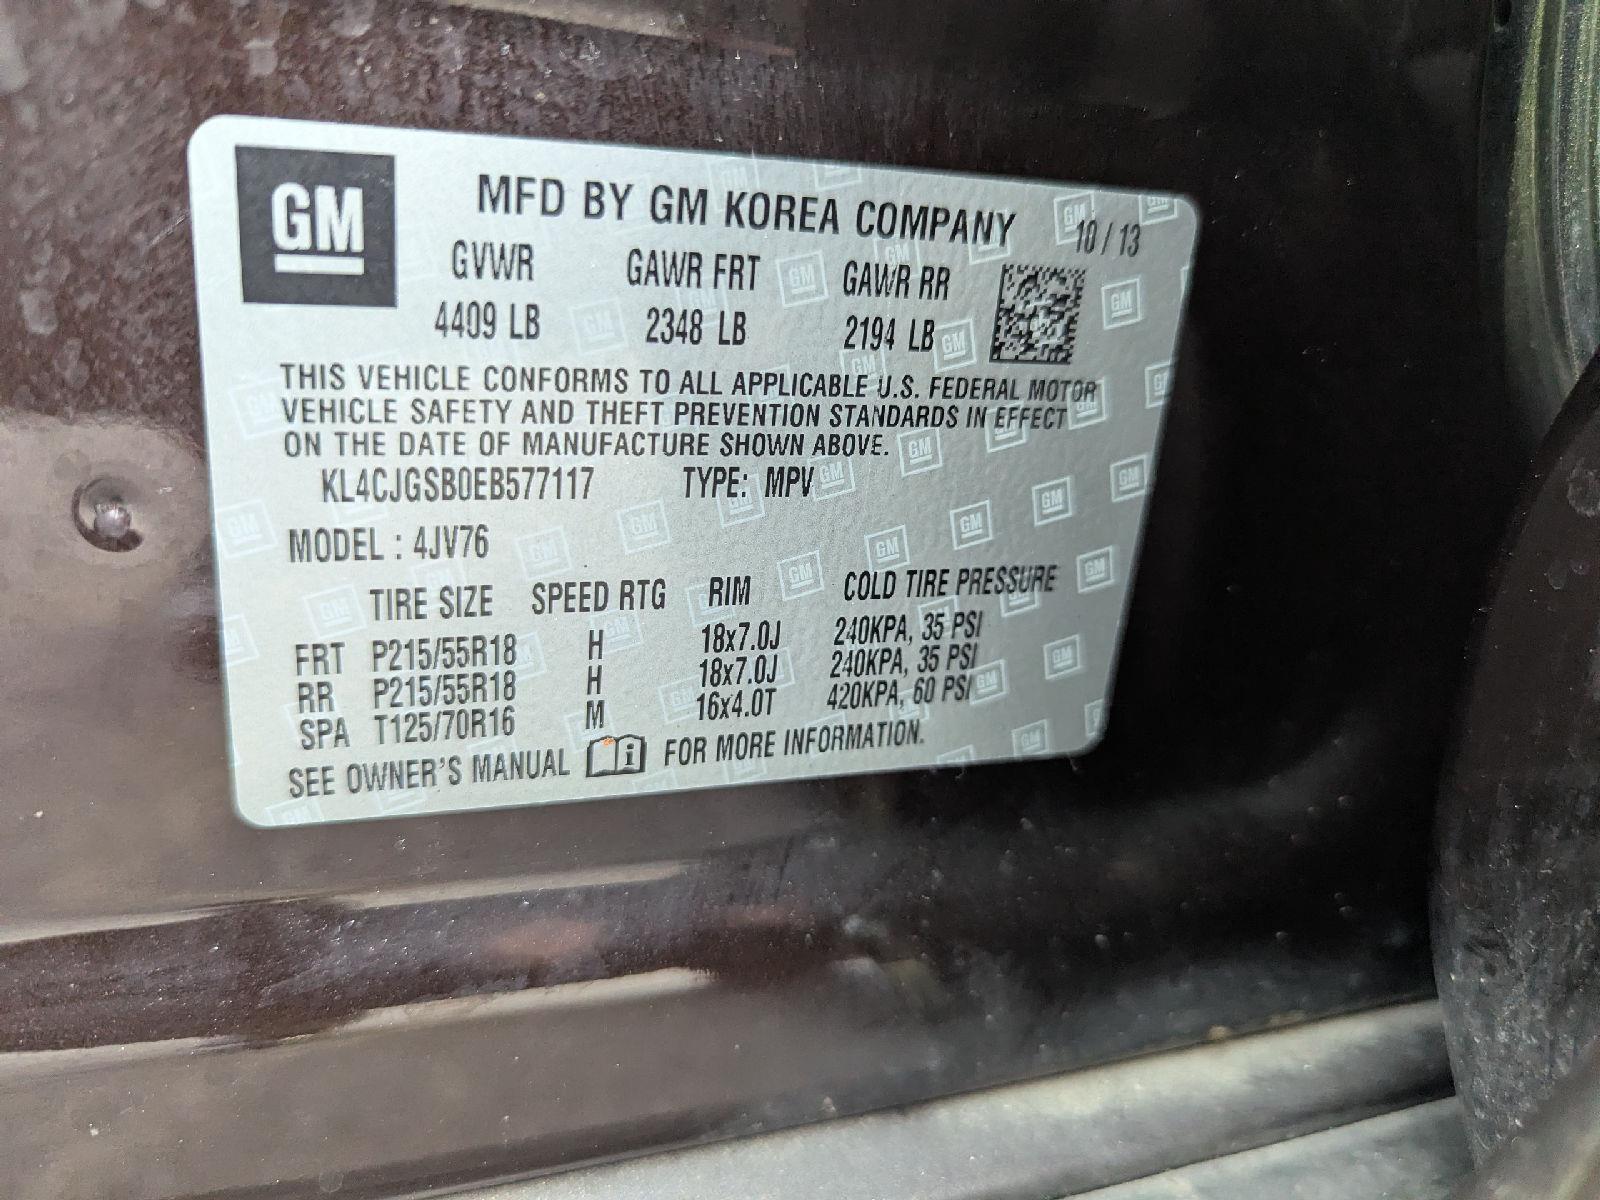 GM
MFD BY GM KOREA COMPANY
10 / 13
GVWR GAWR FRT GAWR RR
4409 LB 2348 LB 2194 LB
THIS VEHICLE CONFORMS TO ALL APPLICABLE U.S. FEDERAL MOTOR
VEHICLE SAFETY AND THEFT PREVENTION STANDARDS IN EFFECT
ON THE DATE OF MANUFACTURE SHOWN ABOVE.
KL4CJGSB0EB577117 TYPE: MPV
MODEL : 4JV76
TIRE SIZE SPEED RTG RIM COLD TIRE PRESSURE
FRT P215/55R18 H 18x7.0J 240KPA, 35 PSI
RR P215/55R18 H 18x7.0J 240KPA, 35 PSI
SPA T125/70R16 M 16x4.0T 420KPA, 60 PSI
SEE OWNER'S MANUAL i FOR MORE INFORMATION.